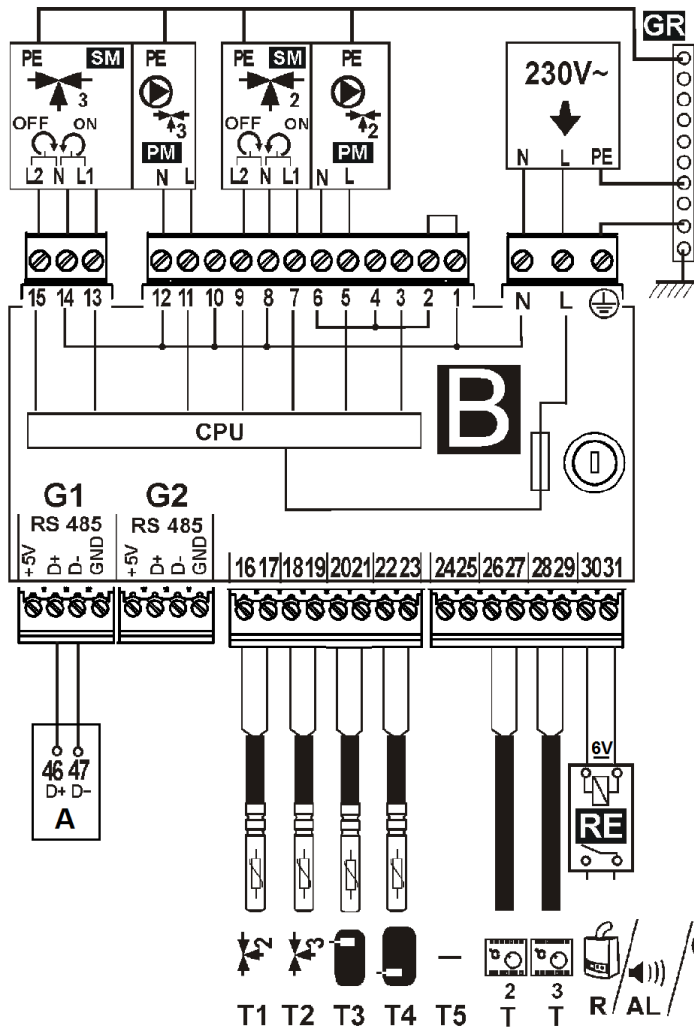 GR
PE SM PE PE SM PE
3 3 2 2
230V~
OFF ON OFF ON
PM PM
N L PE
L2 N L1 N L L2 N L1 N L
15 14 13 12 11 10 9 8 7 6 5 4 3 2 1 N L
B
CPU
G1 G2
RS 485 RS 485
+5V D+ D- GND +5V D+ D- GND
16 17 18 19 20 21 22 23 24 25 26 27 28 29 30 31
6V
46 47
D+ D-
A
RE
2 3
2 3
T1 T2 T3 T4 T5 T T R / AL /